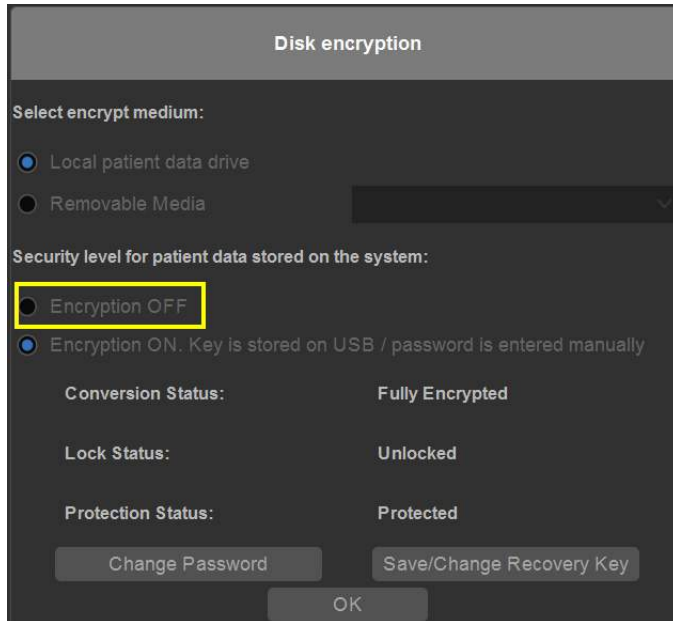 Disk encryption
Select encrypt medium:
Local patient data drive
Removable Media
Security level for patient data stored on the system:
Encryption OFF
Encryption ON. Key is stored on USB / password is entered manually
Conversion Status: Fully Encrypted
Lock Status: Unlocked
Protection Status: Protected
Change Password Save/Change Recovery Key
OK